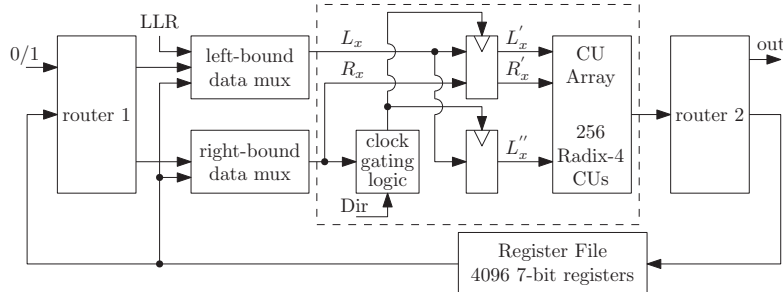 LLR
0/1
router 1
left-bound
data mux
right-bound
data mux
L_x
R_x
clock
gating
logic
Dir
L'_x
R'_x
L''_x
CU
Array
256
Radix-4
CUs
router 2
out
Register File
4096 7-bit registers